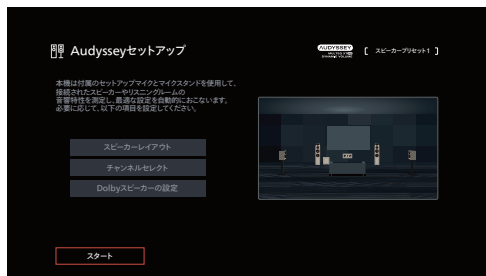 Audysseyセットアップ
AUDYSSEY
MULTEQ XT32
DYNAMIC VOLUME
[ スピーカープリセット1 ]
本機は付属のセットアップマイクとマイクスタンドを使用して、
接続されたスピーカーやリスニングルームの
音響特性を測定し、最適な設定を自動的におこないます。
必要に応じて、以下の項目を設定してください。
スピーカーレイアウト
チャンネルセレクト
Dolbyスピーカーの設定
スタート